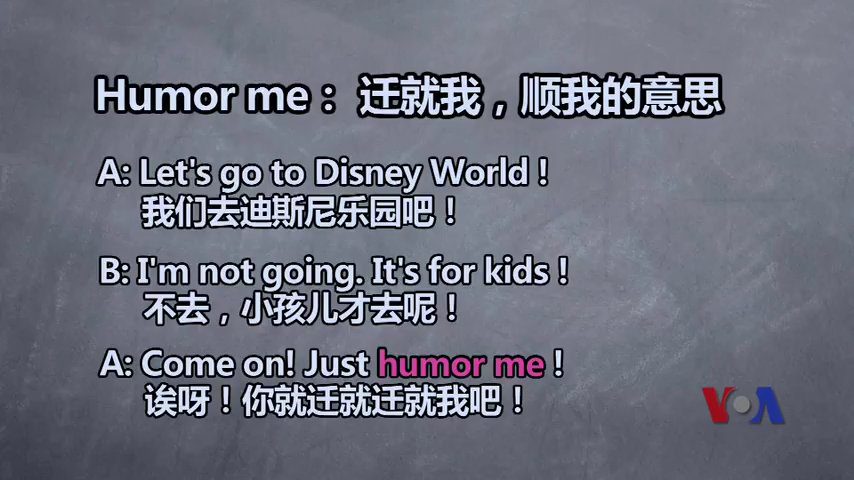 Humor me： 迁就我，顺我的意思
A: Let's go to Disney World！
我们去迪斯尼乐园吧！
B: I'm not going. It's for kids！
不去，小孩儿才去呢！
A: Come on! Just humor me！
诶呀！你就迁就迁就我吧！
VOA